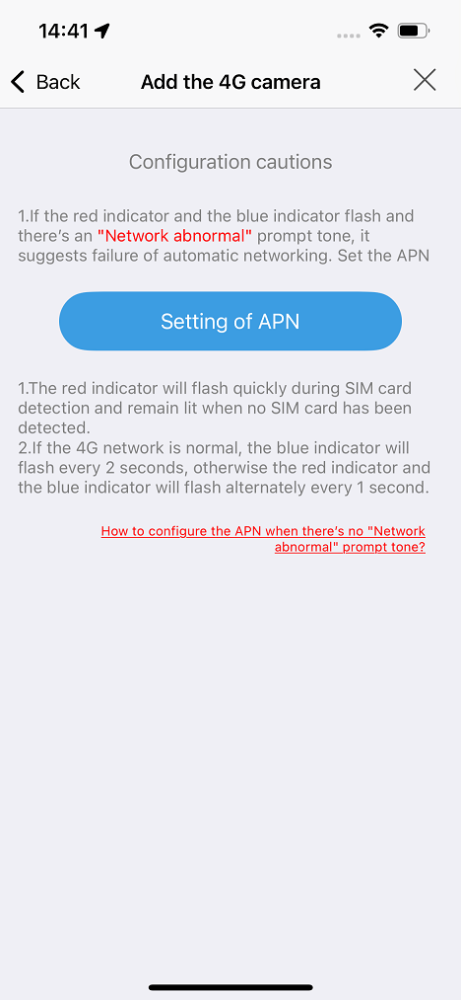 14:41
Back
Add the 4G camera
Configuration cautions
1.If the red indicator and the blue indicator flash and
there's an "Network abnormal" prompt tone, it
suggests failure of automatic networking. Set the APN
Setting of APN
1.The red indicator will flash quickly during SIM card
detection and remain lit when no SIM card has been
detected.
2.If the 4G network is normal, the blue indicator will
flash every 2 seconds, otherwise the red indicator and
the blue indicator will flash alternately every 1 second.
How to configure the APN when there's no "Network
abnormal" prompt tone?